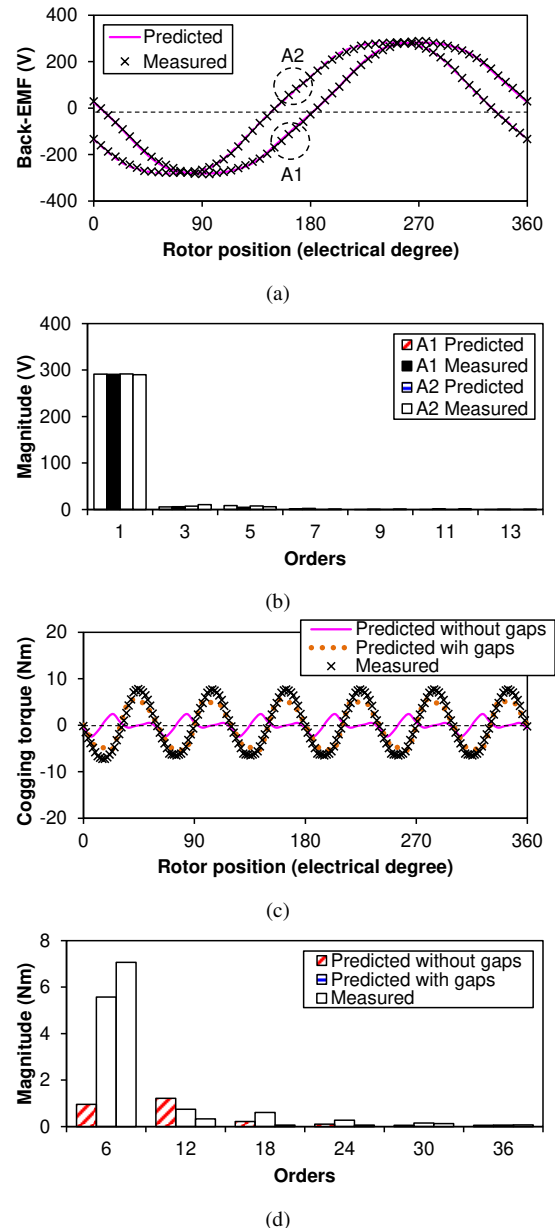 400
200
0
-200
-400
Back-EMF (V)
Predicted
Measured
A2
A1
0 90 180 270 360
Rotor position (electrical degree)
(a)
400
300
200
100
0
Magnitude (V)
A1 Predicted
A1 Measured
A2 Predicted
A2 Measured
1 3 5 7 9 11 13
Orders
(b)
Predicted without gaps
Predicted wih gaps
Measured
20
10
0
-10
-20
Cogging torque (Nm)
0 90 180 270 360
Rotor position (electrical degree)
(c)
8
6
4
2
0
Magnitude (Nm)
Predicted without gaps
Predicted with gaps
Measured
6 12 18 24 30 36
Orders
(d)